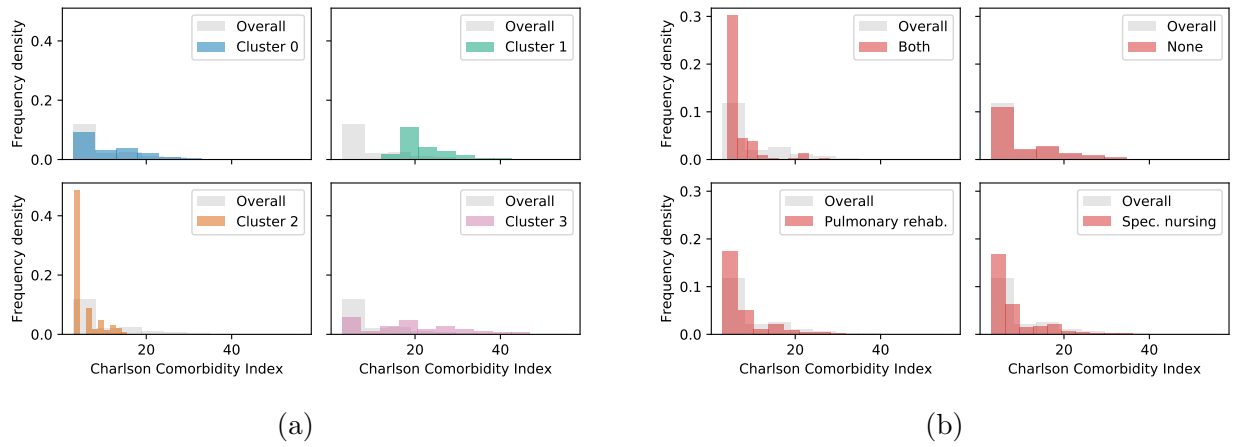 Frequency density
0.4
0.2
0.0
Overall
Cluster 0
Overall
Cluster 1
Frequency density
0.4
0.2
0.0
Overall
Cluster 2
20
40
Charlson Comorbidity Index
Overall
Cluster 3
20
40
Charlson Comorbidity Index
(a)
Frequency density
0.3
0.2
0.1
0.0
Overall
Both
Overall
None
Frequency density
0.3
0.2
0.1
0.0
Overall
Pulmonary rehab.
20
40
Charlson Comorbidity Index
Overall
Spec. nursing
20
40
Charlson Comorbidity Index
(b)